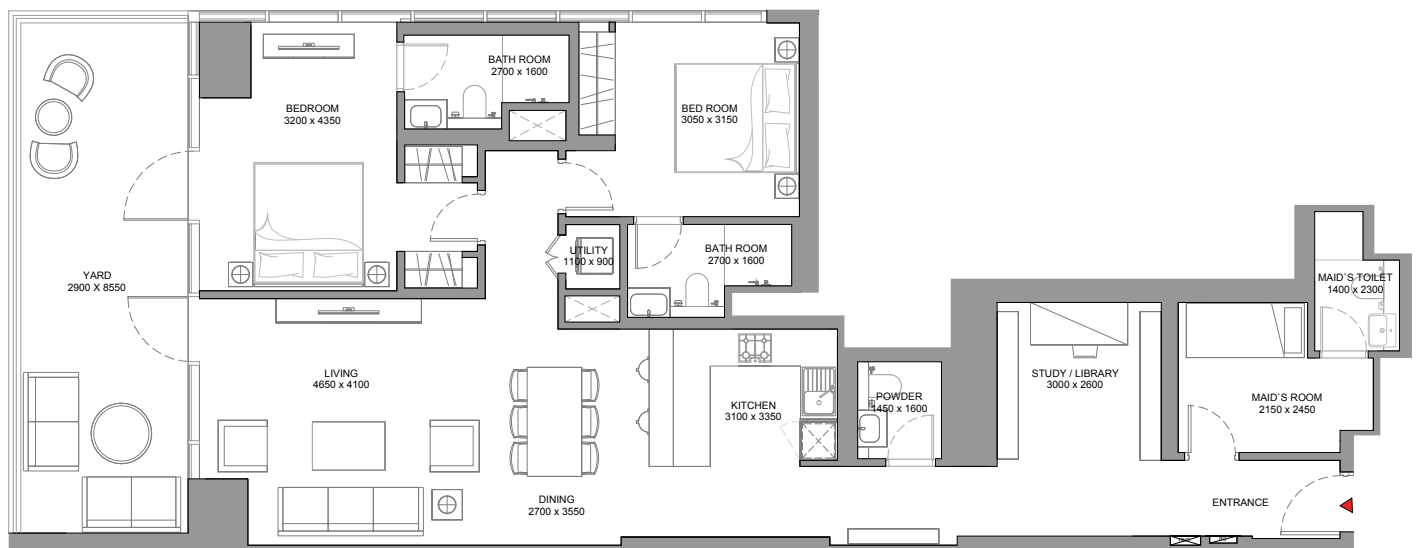 BATH ROOM
2700 x 1600
BEDROOM
3200 x 4350
BED ROOM
3050 x 3150
YARD
2900 X 8550
UTILITY
1100 x 900
BATH ROOM
2700 x 1600
MAID`S TOILET
1400 x 2300
LIVING
4650 x 4100
KITCHEN
3100 x 3350
POWDER
1450 x 1600
STUDY / LIBRARY
3000 x 2600
MAID`S ROOM
2150 x 2450
DINING
2700 x 3550
ENTRANCE